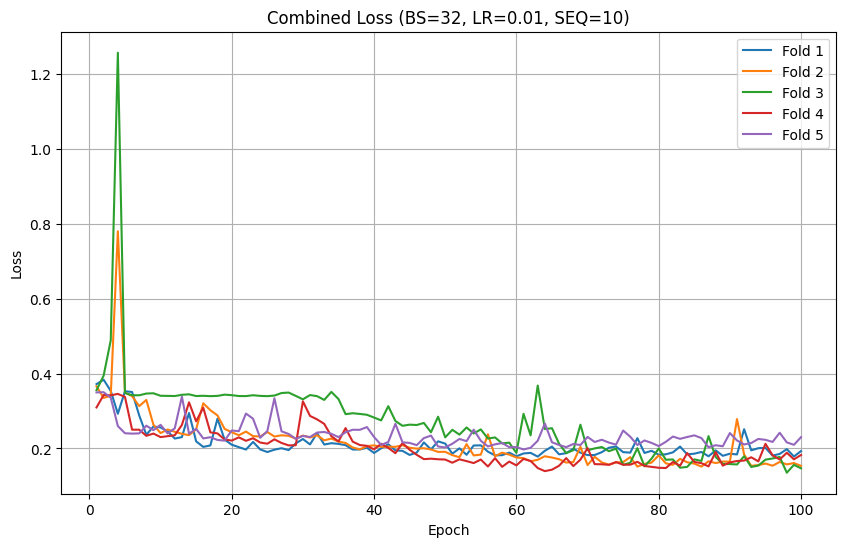 Combined Loss (BS=32, LR=0.01, SEQ=10)
Fold 1
Fold 2
Fold 3
Fold 4
Fold 5
Loss
1.2
1.0
0.8
0.6
0.4
0.2
0 20 40 60 80 100
Epoch